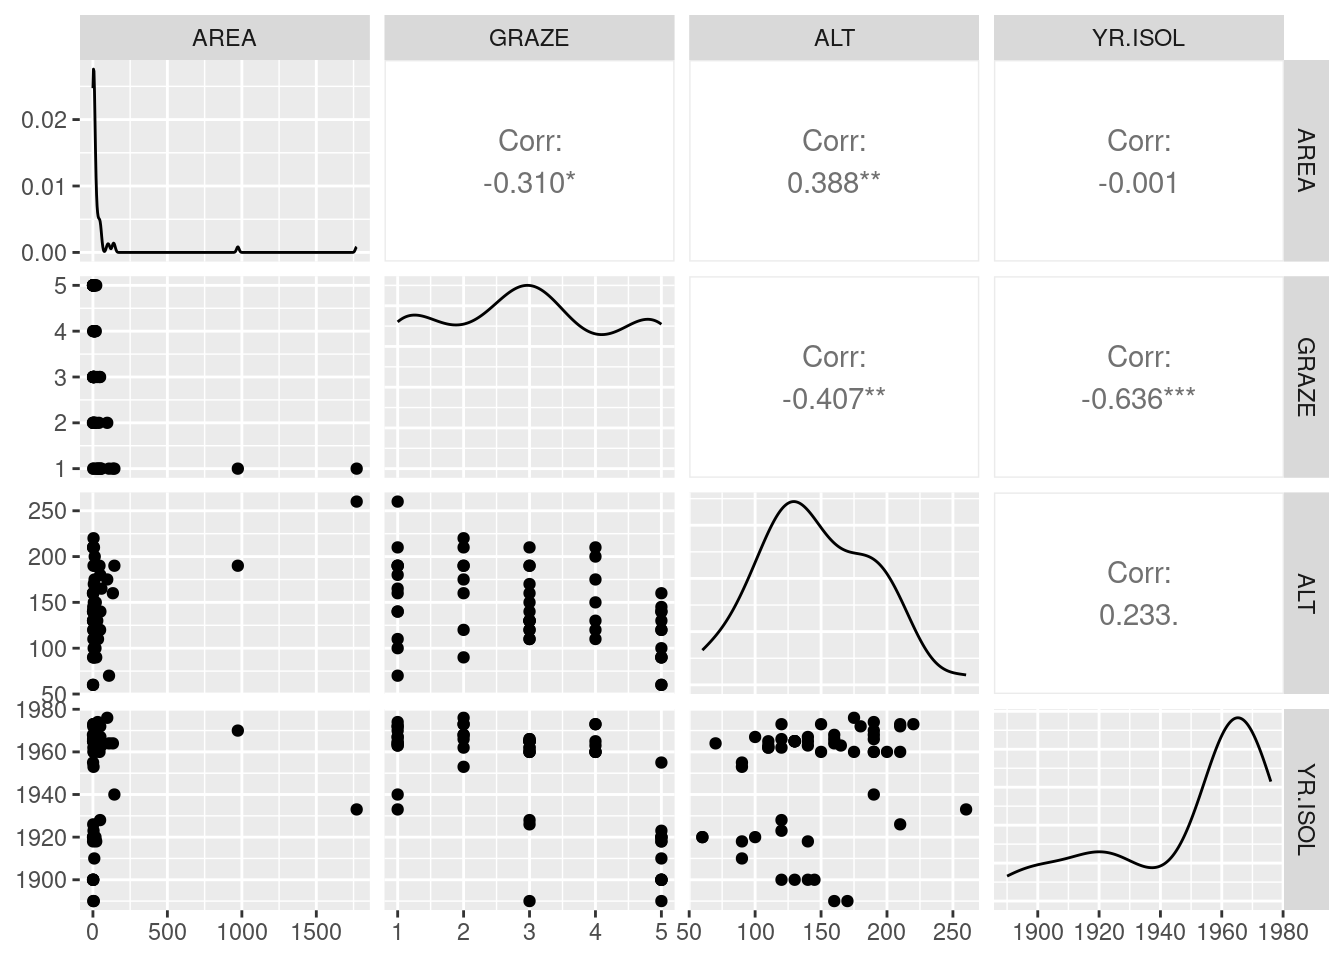 AREA GRAZE ALT YR.ISOL
0.02
0.01
0.00
Corr:
-0.310*
Corr:
0.388**
Corr:
-0.001
AREA
5
4
3
2
1
Corr:
-0.407**
Corr:
-0.636***
GRAZE
250
200
150
100
50
Corr:
0.233.
ALT
1980
1960
1940
1920
1900
YR.ISOL
0 500 1000 1500 1 2 3 4 5 50 100 150 200 250 1900 1920 1940 1960 1980